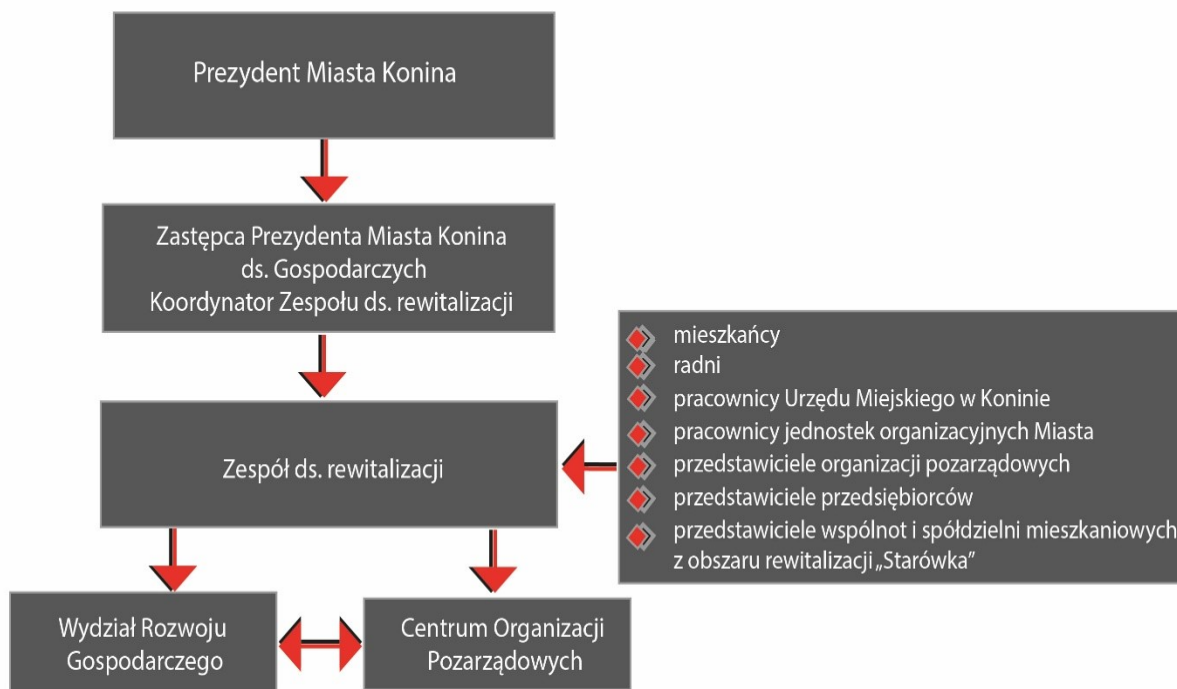 Prezydent Miasta Konina
Zastępca Prezydenta Miasta Konina
ds. Gospodarczych
Koordynator Zespołu ds. rewitalizacji
Zespół ds. rewitalizacji
mieszkańcy
radni
pracownicy Urzędu Miejskiego w Koninie
pracownicy jednostek organizacyjnych Miasta
przedstawiciele organizacji pozarządowych
przedstawiciele przedsiębiorców
przedstawiciele wspólnot i spółdzielni mieszkaniowych
z obszaru rewitalizacji „Starówka”
Wydział Rozwoju
Gospodarczego
Centrum Organizacji
Pozarządowych